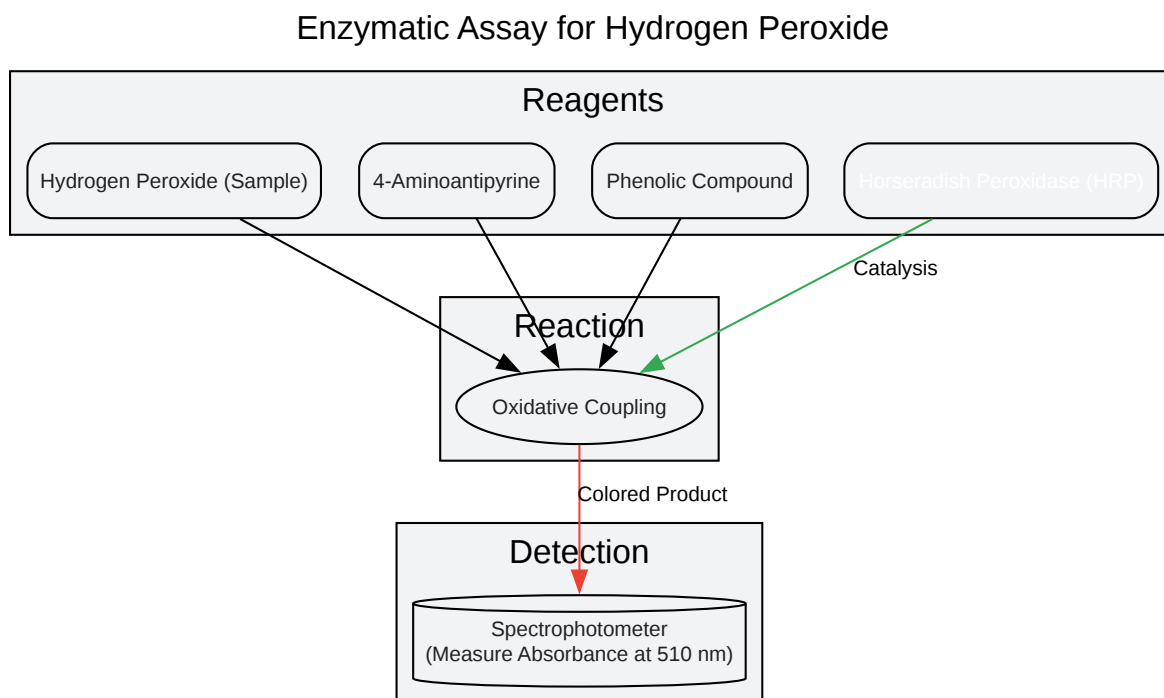 Enzymatic Assay for Hydrogen Peroxide
Reagents
Hydrogen Peroxide (Sample)
4-Aminoantipyrine
Phenolic Compound
Horseradish Peroxidase (HRP)
Catalysis
Reaction
Oxidative Coupling
Colored Product
Detection
Spectrophotometer
(Measure Absorbance at 510 nm)